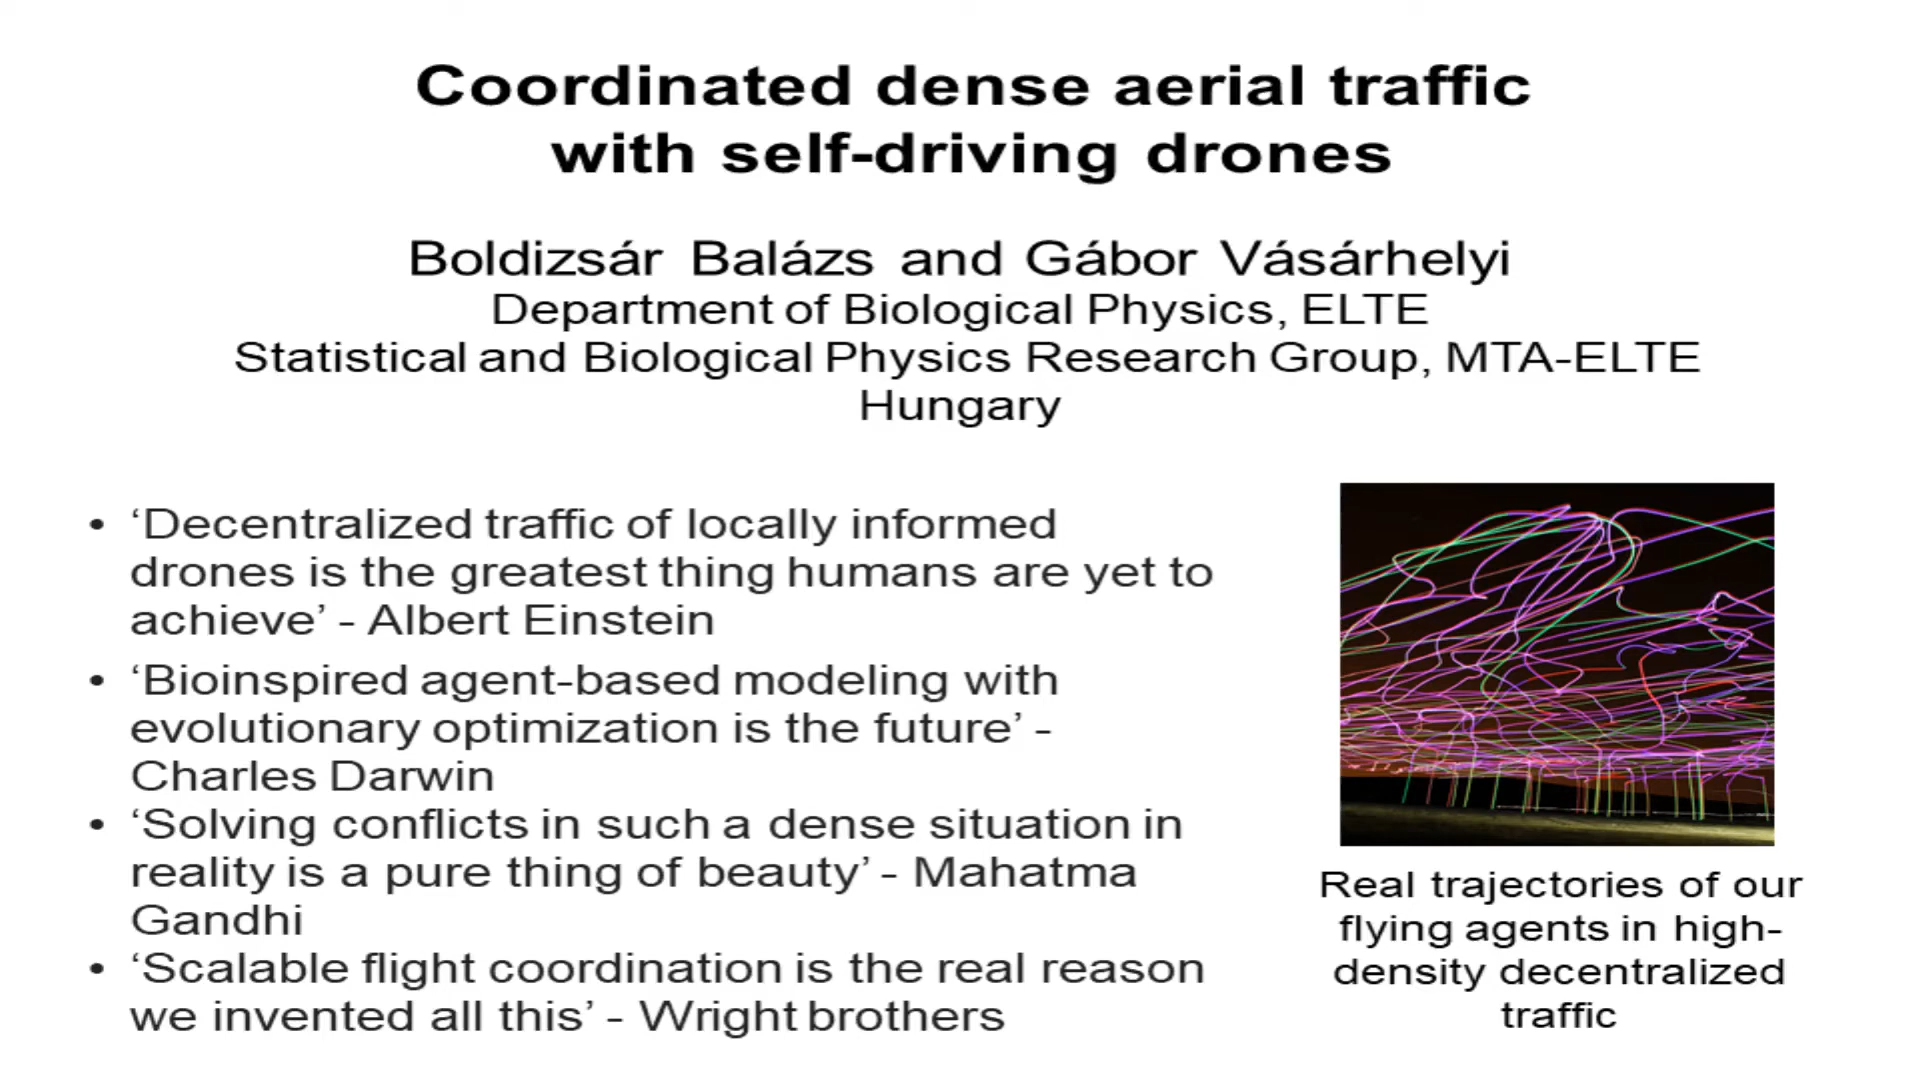 Coordinated dense aerial traffic
with self-driving drones
Boldizsár Balázs and Gábor Vásárhelyi
Department of Biological Physics, ELTE
Statistical and Biological Physics Research Group, MTA-ELTE
Hungary
• ‘Decentralized traffic of locally informed
drones is the greatest thing humans are yet to
achieve’ - Albert Einstein
• ‘Bioinspired agent-based modeling with
evolutionary optimization is the future’ -
Charles Darwin
• ‘Solving conflicts in such a dense situation in
reality is a pure thing of beauty’ - Mahatma
Gandhi
• ‘Scalable flight coordination is the real reason
we invented all this’ - Wright brothers
Real trajectories of our
flying agents in high-
density decentralized
traffic